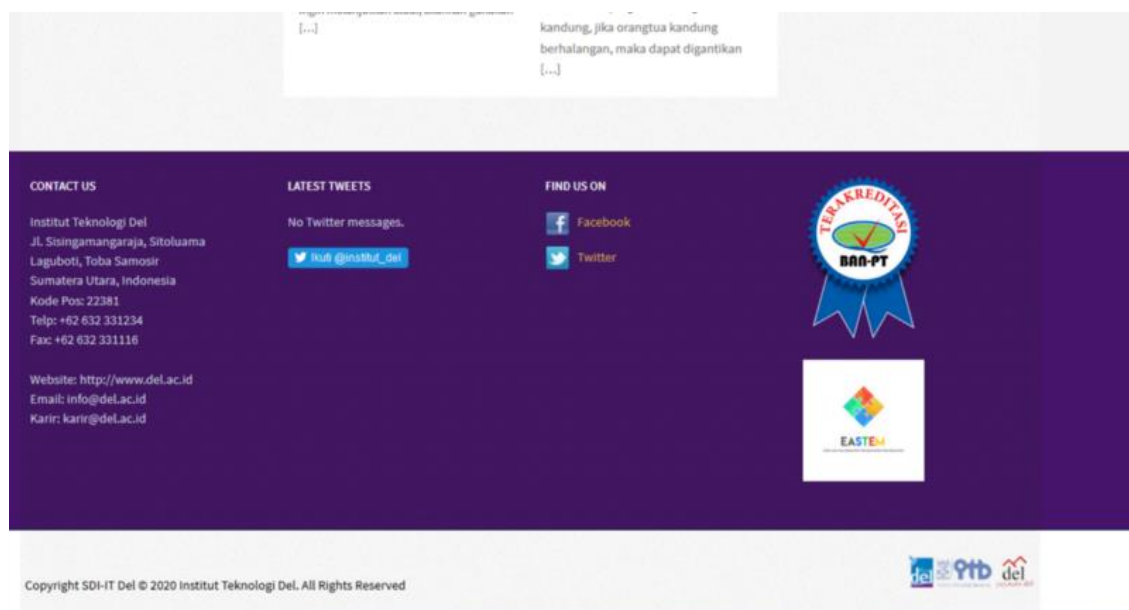 [...]
kandung, jika orangtua kandung
berhalangan, maka dapat digantikan
[...]
CONTACT US
Institut Teknologi Del
Jl. Sisingamangaraja, Sitoluama
Laguboti, Toba Samosir
Sumatera Utara, Indonesia
Kode Pos: 22381
Telp: +62 632 331234
Fax: +62 632 331116
Website: http://www.del.ac.id
Email: info@del.ac.id
Karir: karir@del.ac.id
LATEST TWEETS
No Twitter messages.
Ikuti @institut_del
FIND US ON
Facebook
Twitter
TERAKREDITASI
BAN-PT
EASTEM
Copyright SDI-IT Del © 2020 Institut Teknologi Del. All Rights Reserved
del
del